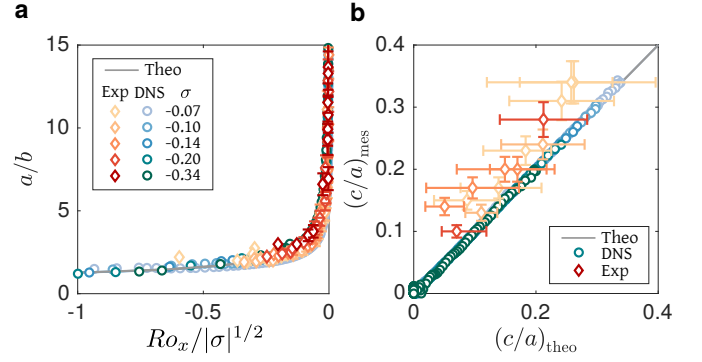 a
15
10
5
0
a/b
-1
-0.5
0
Ro_x/|σ|^{1/2}
Theo
Exp DNS σ
-0.07
-0.10
-0.14
-0.20
-0.34
b
0.4
0.3
0.2
0.1
0
(c/a)_mes
0
0.2
0.4
(c/a)_theo
Theo
DNS
Exp